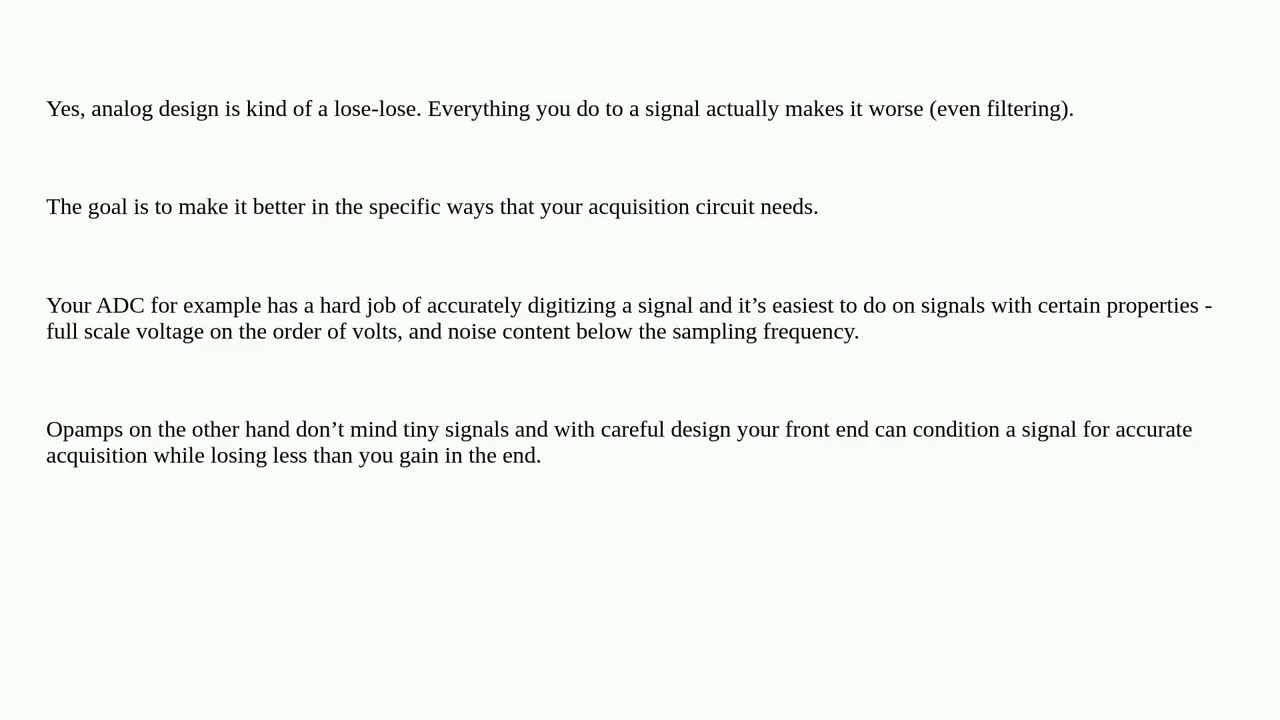 Yes, analog design is kind of a lose-lose. Everything you do to a signal actually makes it worse (even filtering).
The goal is to make it better in the specific ways that your acquisition circuit needs.
Your ADC for example has a hard job of accurately digitizing a signal and it’s easiest to do on signals with certain properties -
full scale voltage on the order of volts, and noise content below the sampling frequency.
Opamps on the other hand don’t mind tiny signals and with careful design your front end can condition a signal for accurate
acquisition while losing less than you gain in the end.